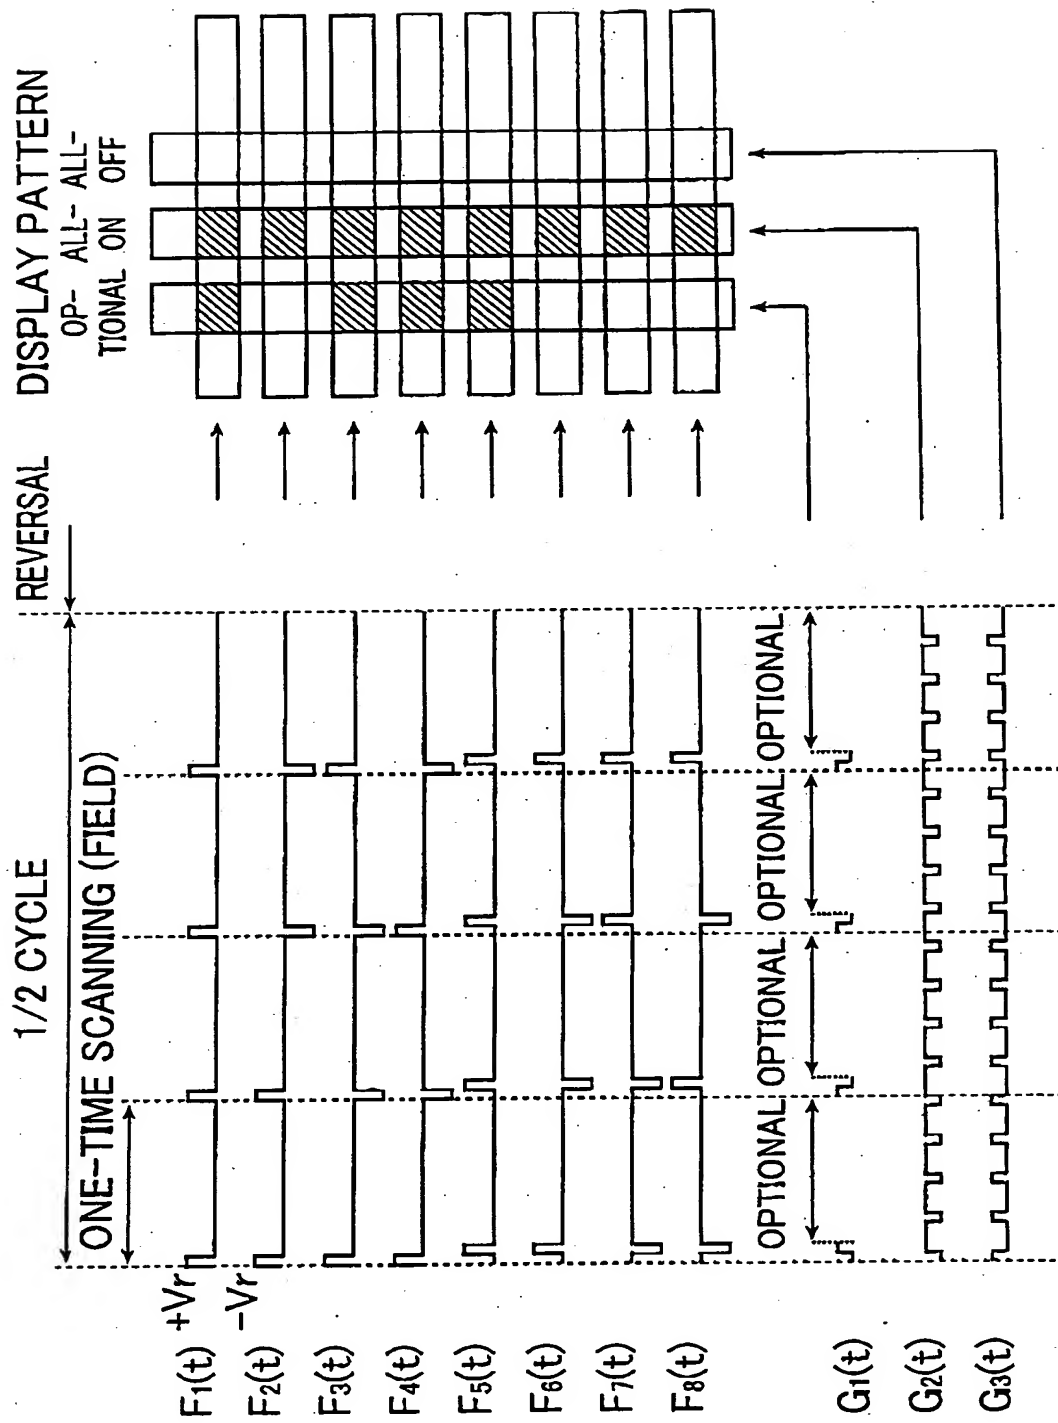 1/2 CYCLE
REVERSAL
DISPLAY PATTERN
ONE-TIME SCANNING (FIELD)
OP-
TIONAL
ALL-
ON
ALL-
OFF
+Vr
-Vr
F1(t)
F2(t)
F3(t)
F4(t)
F5(t)
F6(t)
F7(t)
F8(t)
OPTIONAL
OPTIONAL
OPTIONAL
OPTIONAL
G1(t)
G2(t)
G3(t)